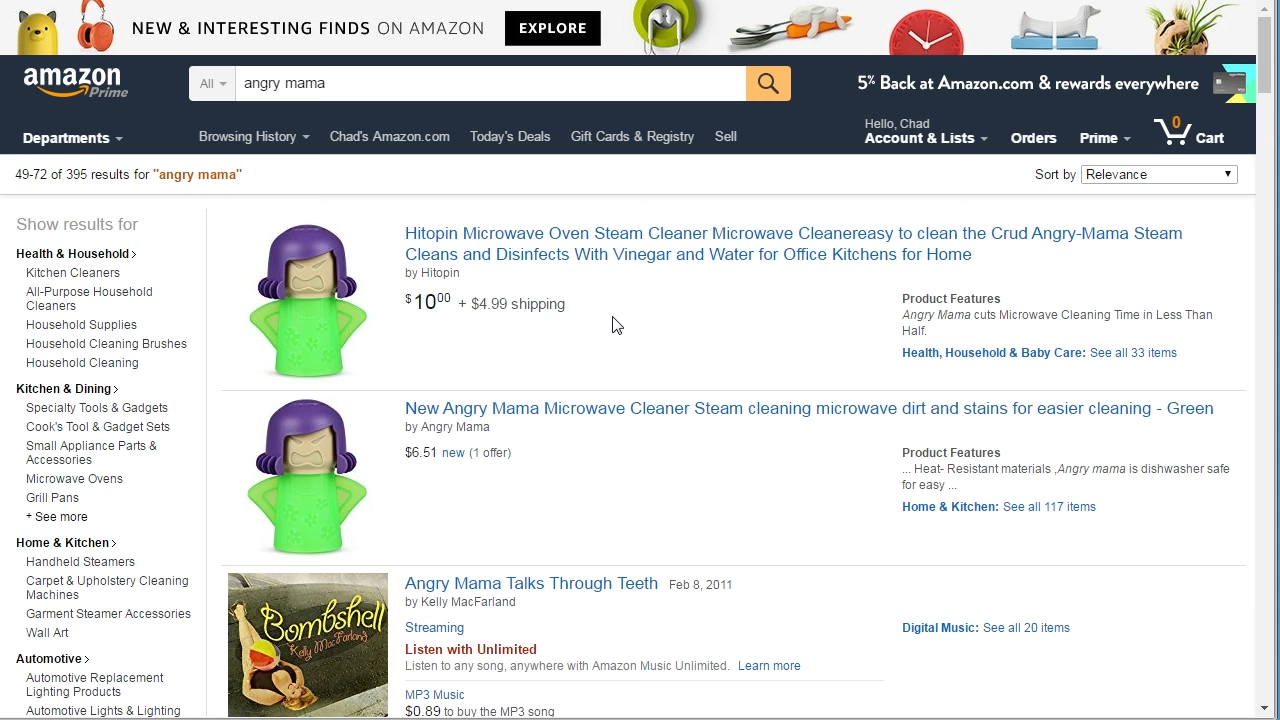 NEW & INTERESTING FINDS ON AMAZON EXPLORE
amazon Prime
All
angry mama
5% Back at Amazon.com & rewards everywhere
Departments
Browsing History
Chad's Amazon.com
Today's Deals
Gift Cards & Registry
Sell
Hello, Chad
Account & Lists
Orders
Prime
0
Cart
49-72 of 395 results for "angry mama"
Sort by Relevance
Show results for
Health & Household
Kitchen Cleaners
All-Purpose Household
Cleaners
Household Supplies
Household Cleaning Brushes
Household Cleaning
Kitchen & Dining
Specialty Tools & Gadgets
Cook's Tool & Gadget Sets
Small Appliance Parts &
Accessories
Microwave Ovens
Grill Pans
+ See more
Home & Kitchen
Handheld Steamers
Carpet & Upholstery Cleaning
Machines
Garment Steamer Accessories
Wall Art
Automotive
Automotive Replacement
Lighting Products
Automotive Lights & Lighting
Hitopin Microwave Oven Steam Cleaner Microwave Cleanereasy to clean the Crud Angry-Mama Steam
Cleans and Disinfects With Vinegar and Water for Office Kitchens for Home
by Hitopin
$10 00 + $4.99 shipping
Product Features
Angry Mama cuts Microwave Cleaning Time in Less Than
Half.
Health, Household & Baby Care: See all 33 items
New Angry Mama Microwave Cleaner Steam cleaning microwave dirt and stains for easier cleaning - Green
by Angry Mama
$6.51 new (1 offer)
Product Features
... Heat- Resistant materials ,Angry mama is dishwasher safe
for easy ...
Home & Kitchen: See all 117 items
Bombshell
Kelly MacFarland
Angry Mama Talks Through Teeth Feb 8, 2011
by Kelly MacFarland
Streaming
Listen with Unlimited
Listen to any song, anywhere with Amazon Music Unlimited. Learn more
MP3 Music
$0.89 to buy the MP3 song
Digital Music: See all 20 items